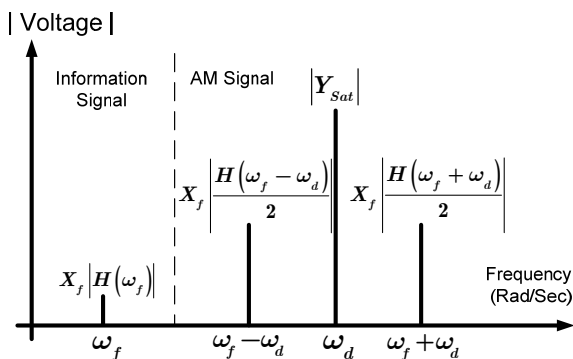 | Voltage |
Information
Signal
AM Signal
|Y_Sat|
X_f |H(ω_f − ω_d) / 2|
X_f |H(ω_f + ω_d) / 2|
X_f |H(ω_f)|
Frequency
(Rad/Sec)
ω_f
ω_f − ω_d
ω_d
ω_f + ω_d